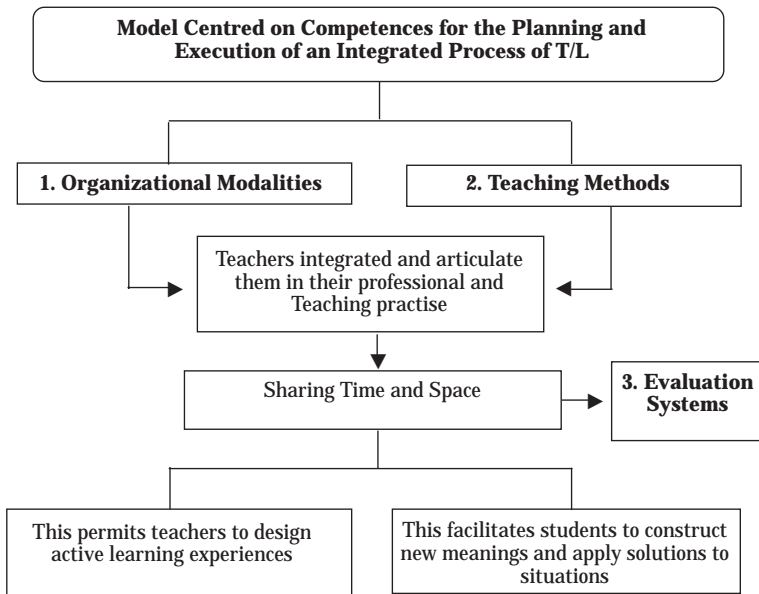 Model Centred on Competences for the Planning and
Execution of an Integrated Process of T/L
1. Organizational Modalities
2. Teaching Methods
Teachers integrated and articulate
them in their professional and
Teaching practise
Sharing Time and Space
3. Evaluation
Systems
This permits teachers to design
active learning experiences
This facilitates students to construct
new meanings and apply solutions to
situations